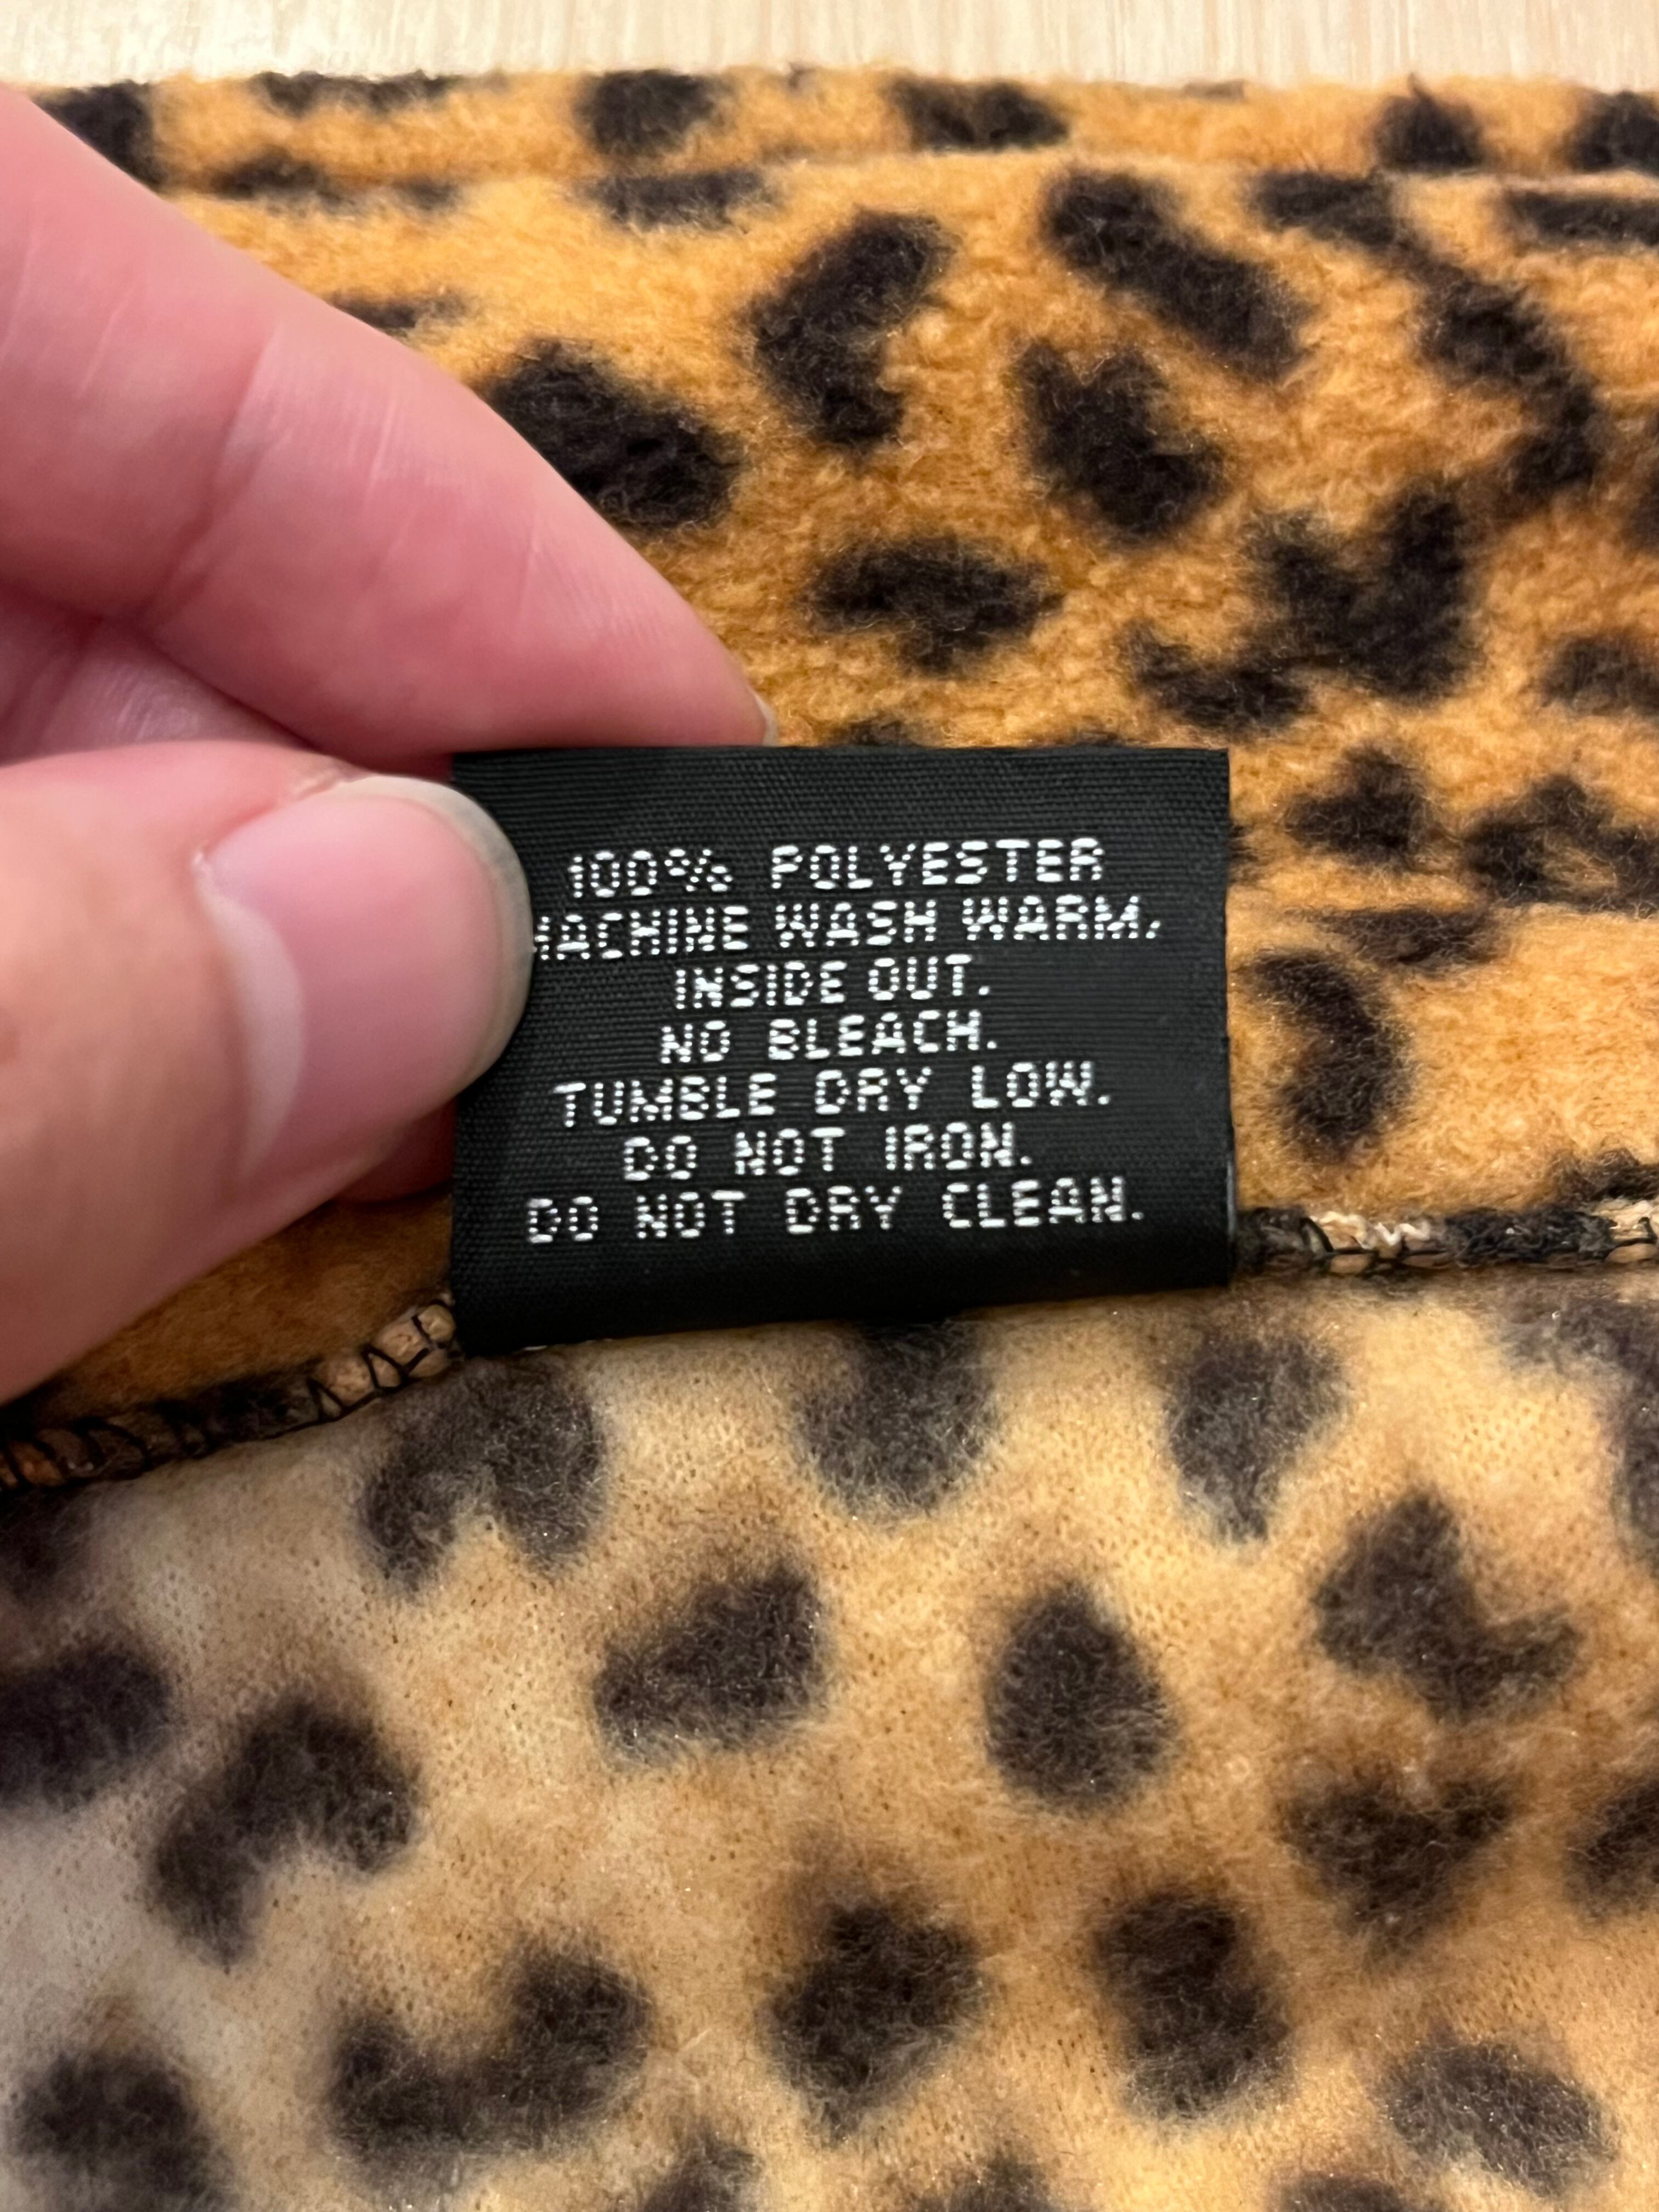 100% POLYESTER
MACHINE WASH WARM,
INSIDE OUT.
NO BLEACH.
TUMBLE DRY LOW.
DO NOT IRON.
DO NOT DRY CLEAN.